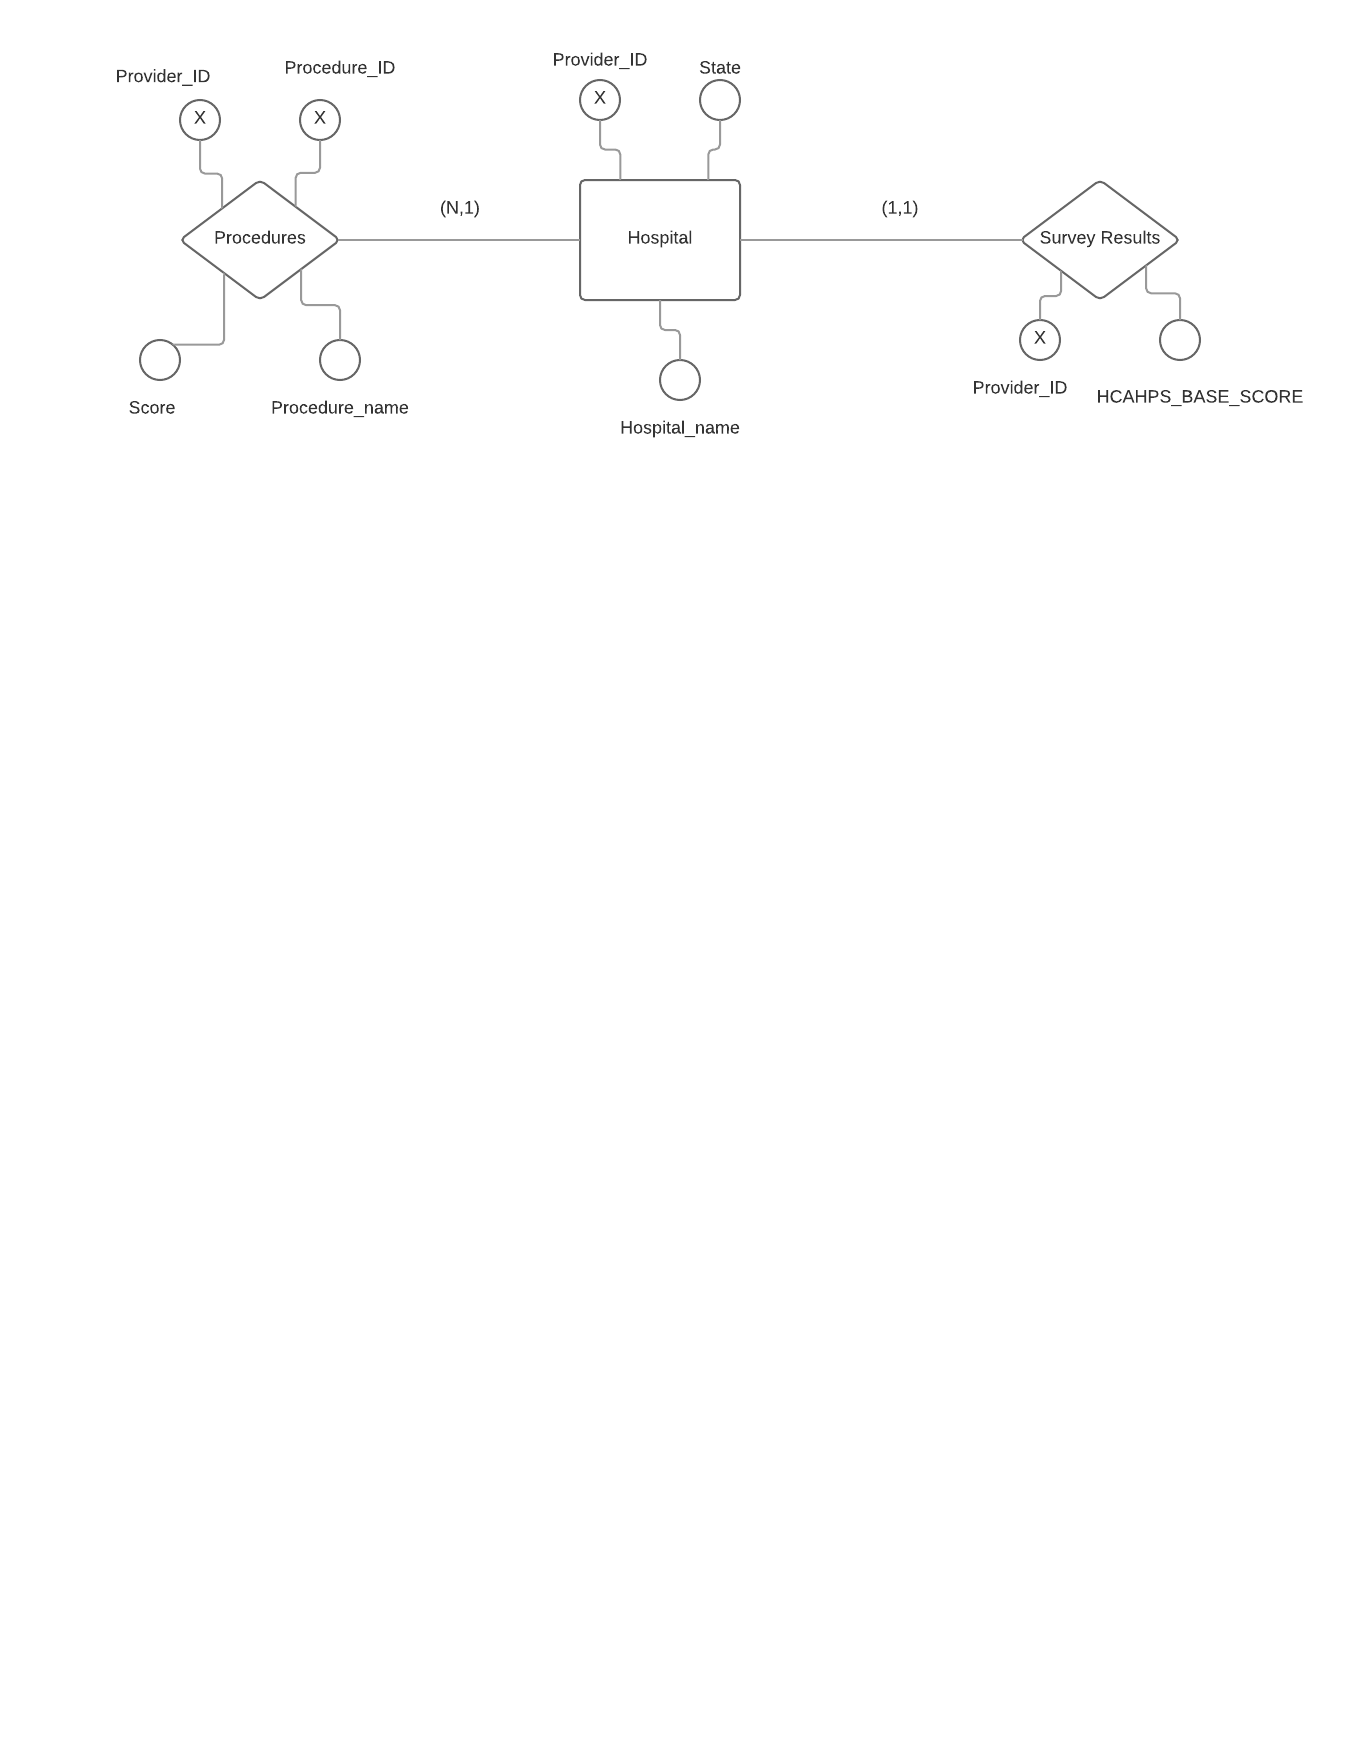 Provider_ID
Procedure_ID
Provider_ID
State
X
X
X
(N,1)
(1,1)
Procedures
Hospital
Survey Results
X
Provider_ID
HCAHPS_BASE_SCORE
Score
Procedure_name
Hospital_name